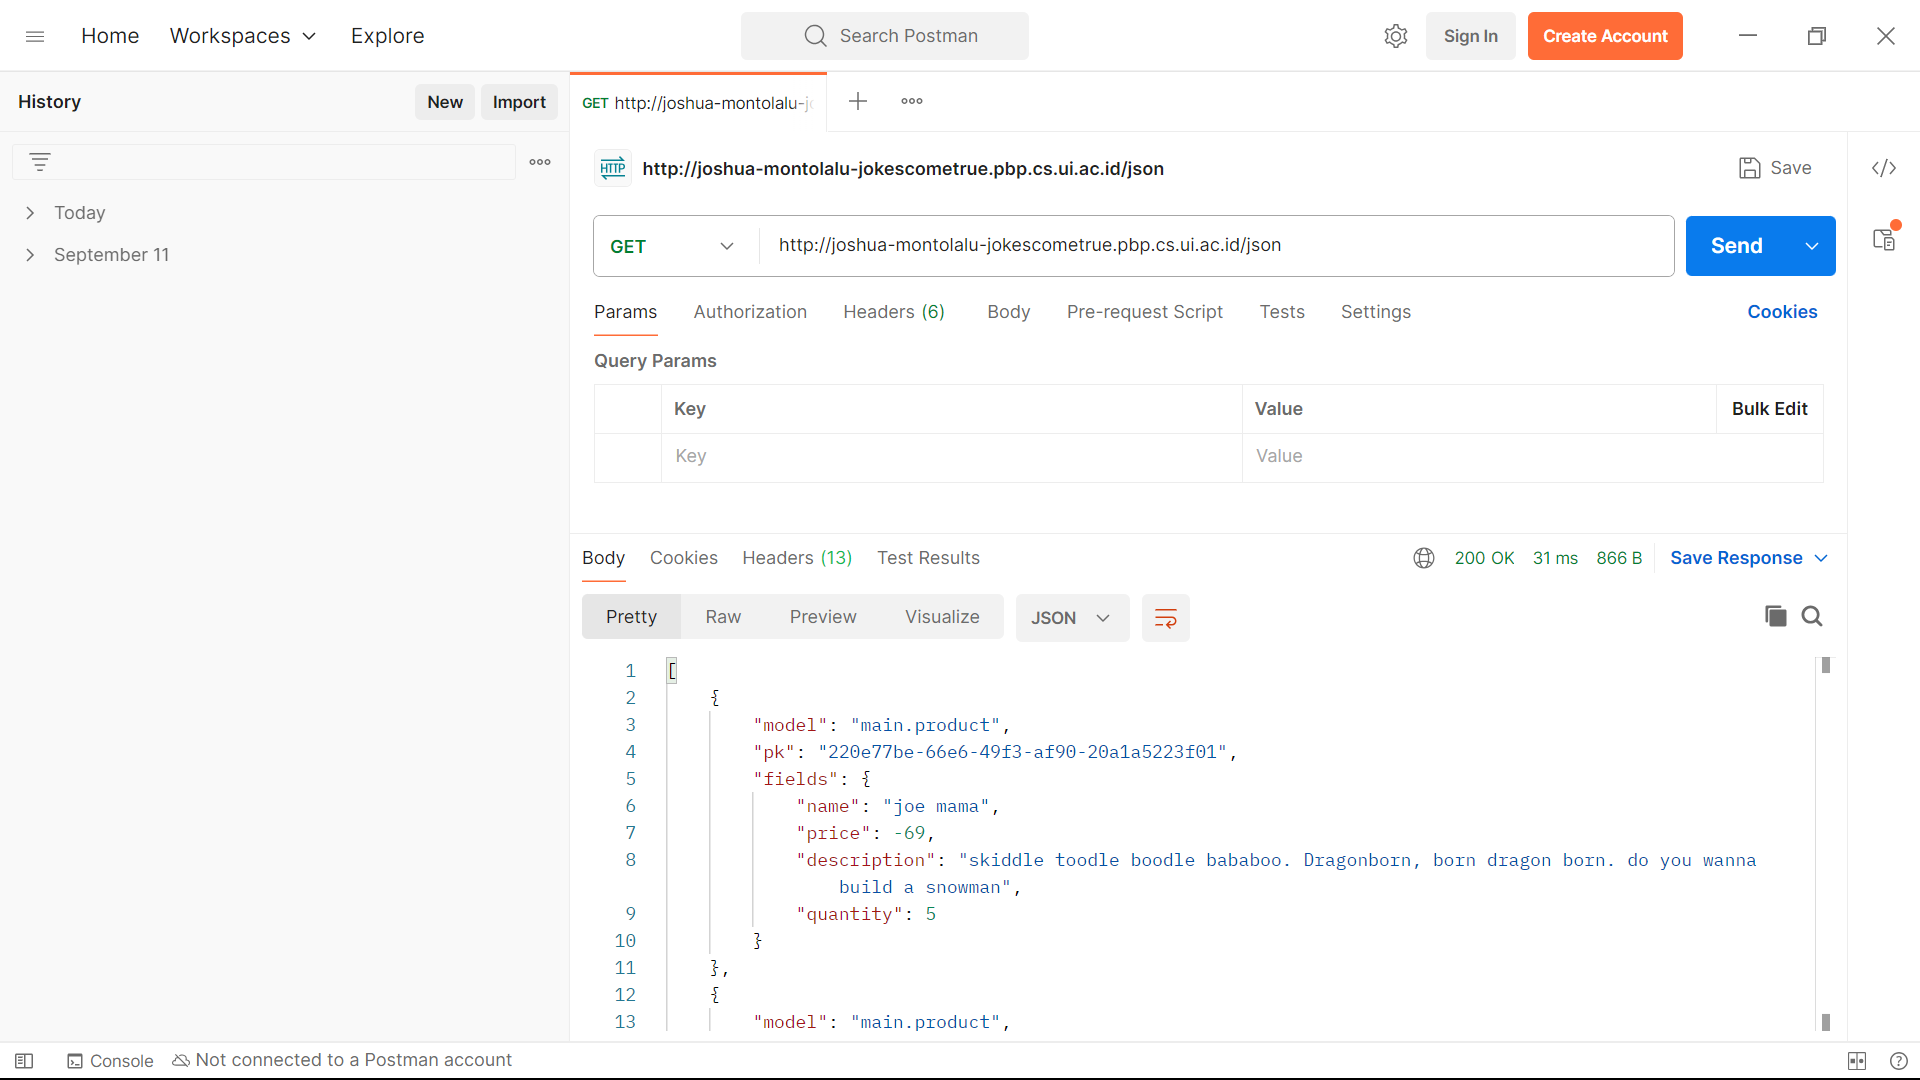 Home Workspaces Explore Search Postman Sign In Create Account
History New Import
GET http://joshua-montolalu-j
HTTP http://joshua-montolalu-jokescometrue.pbp.cs.ui.ac.id/json Save
Today
September 11
GET http://joshua-montolalu-jokescometrue.pbp.cs.ui.ac.id/json Send
Params Authorization Headers (6) Body Pre-request Script Tests Settings Cookies
Query Params
Key Value Bulk Edit
Key Value
Body Cookies Headers (13) Test Results 200 OK 31 ms 866 B Save Response
Pretty Raw Preview Visualize JSON
1 [
2 {
3 "model": "main.product",
4 "pk": "220e77be-66e6-49f3-af90-20a1a5223f01",
5 "fields": {
6 "name": "joe mama",
7 "price": -69,
8 "description": "skiddle toodle boodle bababoo. Dragonborn, born dragon born. do you wanna
build a snowman",
9 "quantity": 5
10 }
11 },
12 {
13 "model": "main.product",
Console Not connected to a Postman account